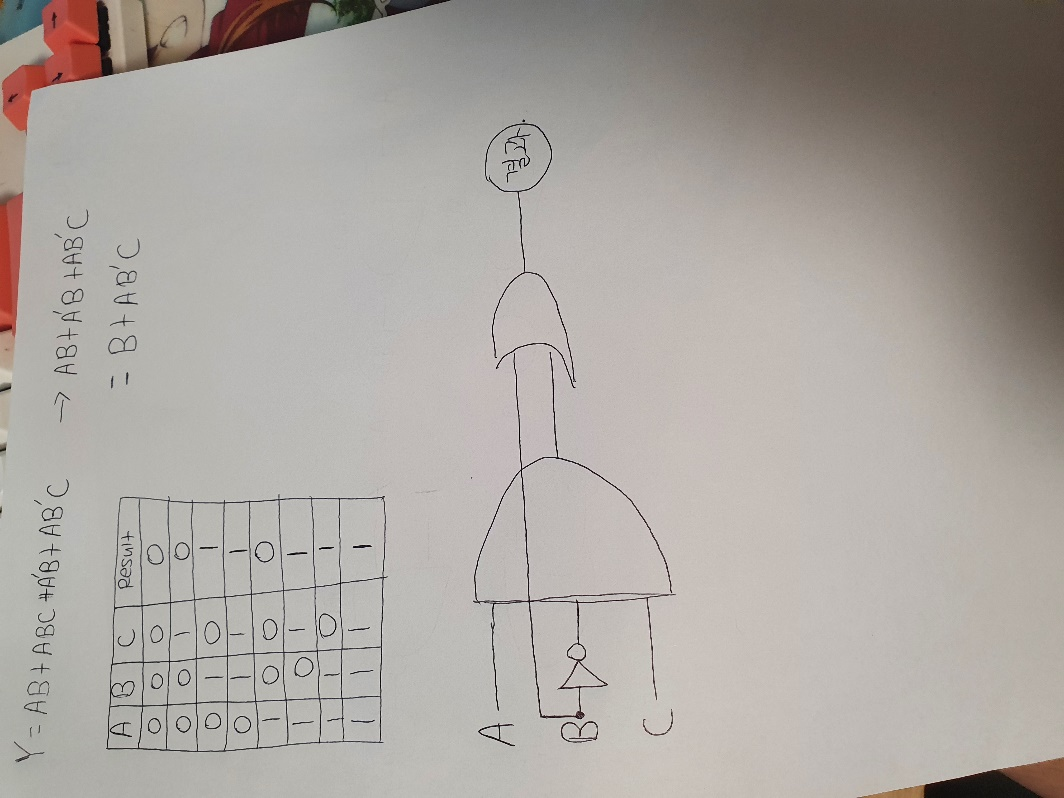 Y = AB+ABC+A'B+AB'C → AB+A'B+AB'C
= B+AB'C
A B C Result
0 0 0 0
0 0 1 0
0 1 0 1
0 1 1 1
1 0 0 0
1 0 1 1
1 1 0 1
1 1 1 1
A
B
C